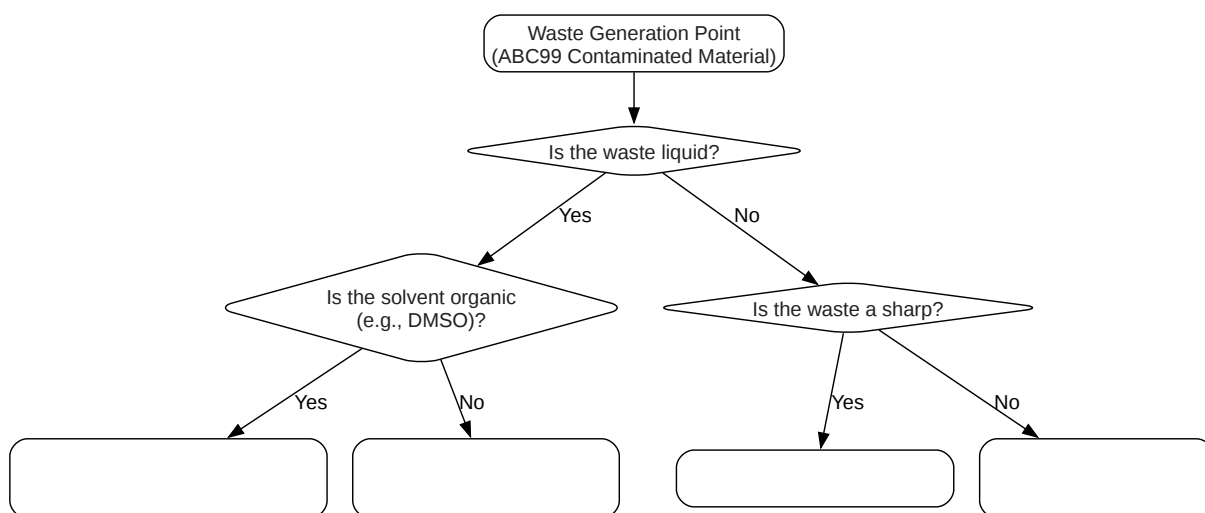 Waste Generation Point
(ABC99 Contaminated Material)
Is the waste liquid?
Yes
No
Is the solvent organic
(e.g., DMSO)?
Is the waste a sharp?
Yes
No
Yes
No